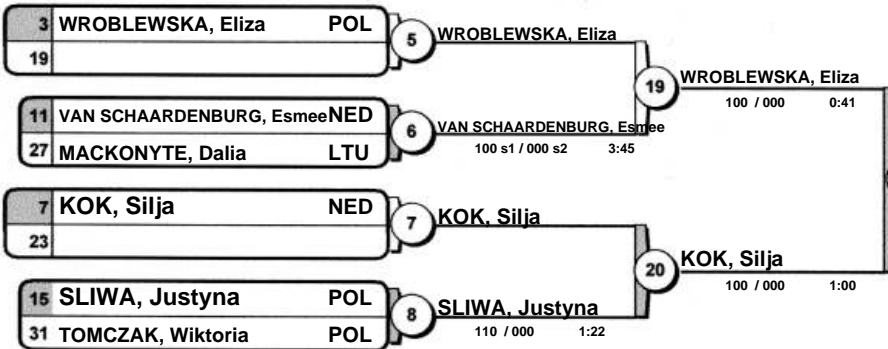 3 WROBLEWSKA, Eliza POL
19
5 WROBLEWSKA, Eliza
11 VAN SCHAARDENBURG, Esmee NED
27 MACKONYTE, Dalia LTU
6 VAN SCHAARDENBURG, Esmee
100 s1 / 000 s2 3:45
19 WROBLEWSKA, Eliza
100 / 000 0:41
7 KOK, Silja NED
23
7 KOK, Silja
15 SLIWA, Justyna POL
31 TOMCZAK, Wiktoria POL
8 SLIWA, Justyna
110 / 000 1:22
20 KOK, Silja
100 / 000 1:00